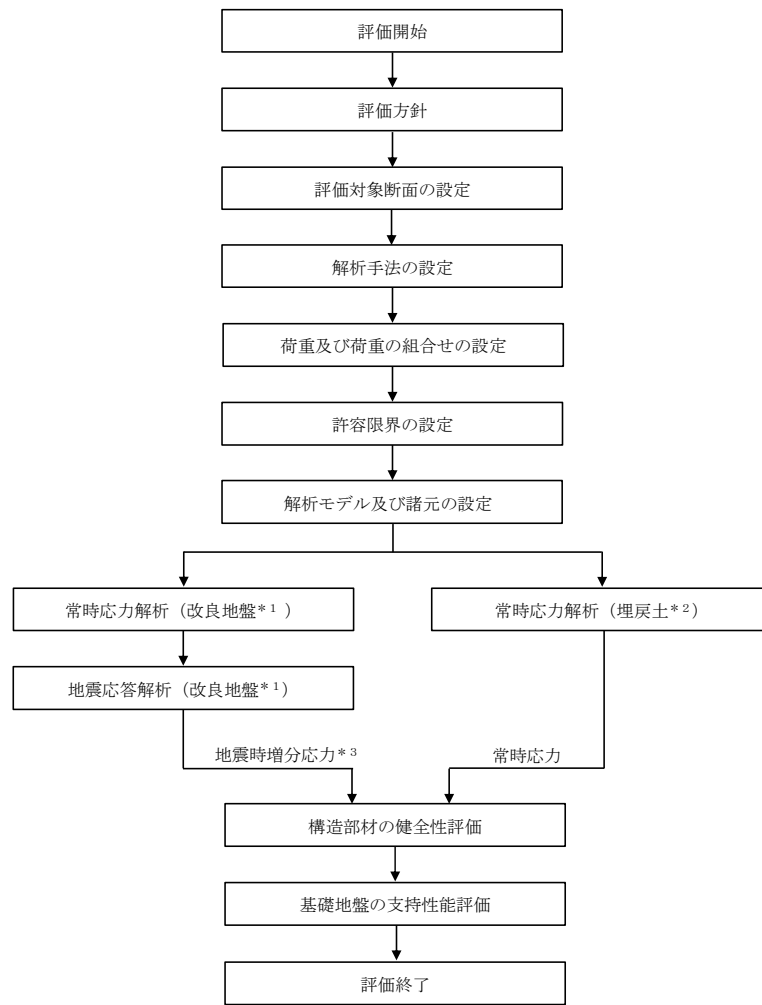 評価開始
評価方針
評価対象断面の設定
解析手法の設定
荷重及び荷重の組合せの設定
許容限界の設定
解析モデル及び諸元の設定
常時応力解析（改良地盤*1）
常時応力解析（埋戻土*2）
地震応答解析（改良地盤*1）
地震時増分応力*3
常時応力
構造部材の健全性評価
基礎地盤の支持性能評価
評価終了